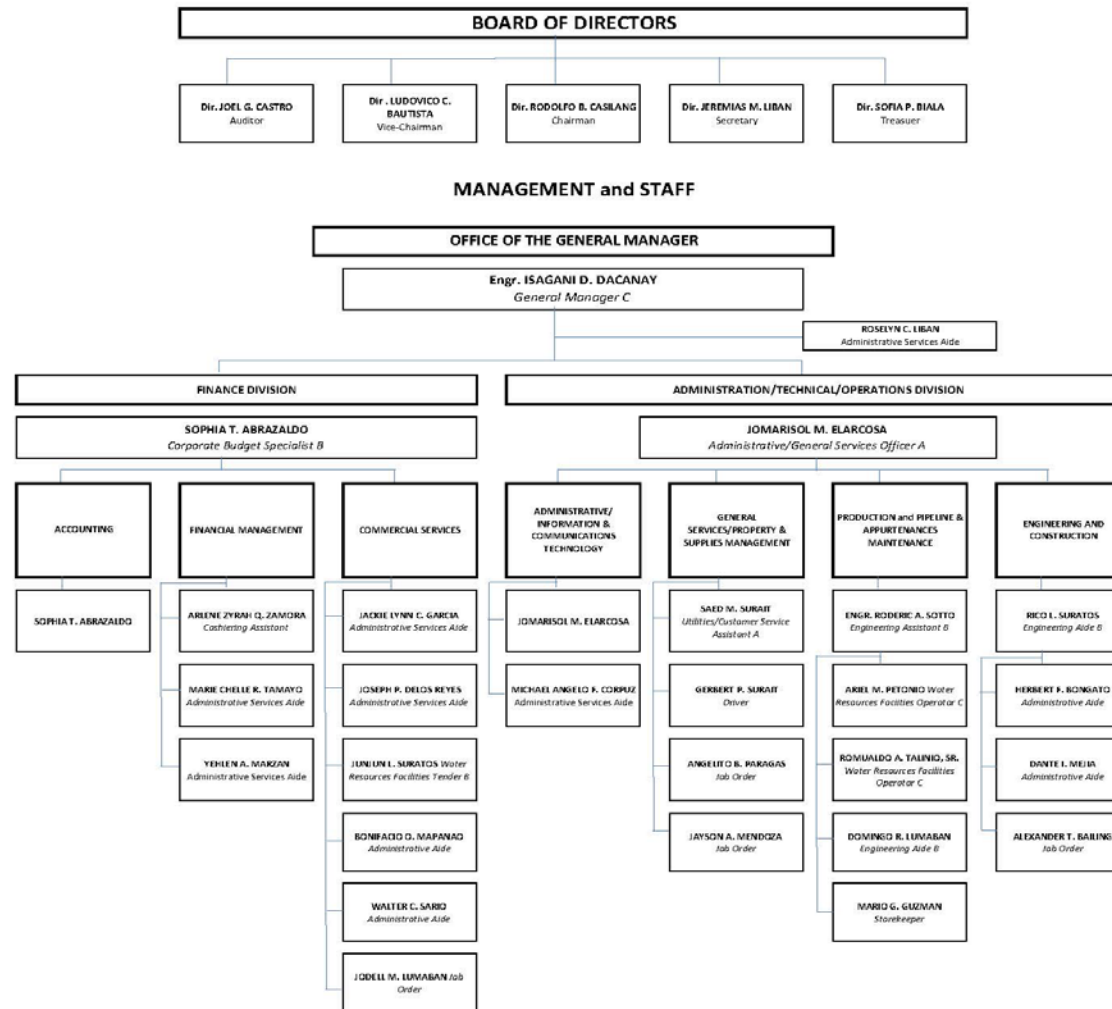 BOARD OF DIRECTORS
Dir. JOEL G. CASTRO
Auditor
Dir . LUDOVICO C.
BAUTISTA
Vice-Chairman
Dir. RODOLFO B. CASILANG
Chairman
Dir. JEREMIAS M. LIBAN
Secretary
Dir. SOFIA P. BIALA
Treasuer
MANAGEMENT and STAFF
OFFICE OF THE GENERAL MANAGER
Engr. ISAGANI D. DACANAY
General Manager C
ROSELYN C. LIBAN
Administrative Services Aide
FINANCE DIVISION
SOPHIA T. ABRAZALDO
Corporate Budget Specialist B
ADMINISTRATION/TECHNICAL/OPERATIONS DIVISION
JOMARISOL M. ELARCOSA
Administrative/General Services Officer A
ACCOUNTING
SOPHIA T. ABRAZALDO
FINANCIAL MANAGEMENT
ARLENE ZYRAH Q. ZAMORA
Cashiering Assistant
MARIE CHELLE R. TAMAYO
Administrative Services Aide
YEHLEN A. MARZAN
Administrative Services Aide
COMMERCIAL SERVICES
JACKIE LYNN C. GARCIA
Administrative Services Aide
JOSEPH P. DELOS REYES
Administrative Services Aide
JUNJUN L. SURATOS Water
Resources Facilities Tender B
BONIFACIO O. MAPANAO
Administrative Aide
WALTER C. SARIO
Administrative Aide
JODELL M. LUMABAN Job
Order
ADMINISTRATIVE/
INFORMATION &
COMMUNICATIONS
TECHNOLOGY
JOMARISOL M. ELARCOSA
MICHAEL ANGELO F. CORPUZ
Administrative Services Aide
GENERAL
SERVICES/PROPERTY &
SUPPLIES MANAGEMENT
SAED M. SURAIT
Utilities/Customer Service
Assistant A
GERBERT P. SURAIT
Driver
ANGELITO B. PARAGAS
Job Order
JAYSON A. MENDOZA
Job Order
PRODUCTION and PIPELINE &
APPURTENANCES
MAINTENANCE
ENGR. RODERIC A. SOTTO
Engineering Assistant B
ARIEL M. PETONIO Water
Resources Facilties Operator C
ROMUALDO A. TALINIO, SR.
Water Resources Facilities
Operator C
DOMINGO R. LUMABAN
Engineering Aide B
MARIO G. GUZMAN
Storekeeper
ENGINEERING AND
CONSTRUCTION
RICO L. SURATOS
Engineering Aide B
HERBERT F. BONGATO
Administrative Aide
DANTE I. MEJIA
Administrative Aide
ALEXANDER T. BAILING
Job Order